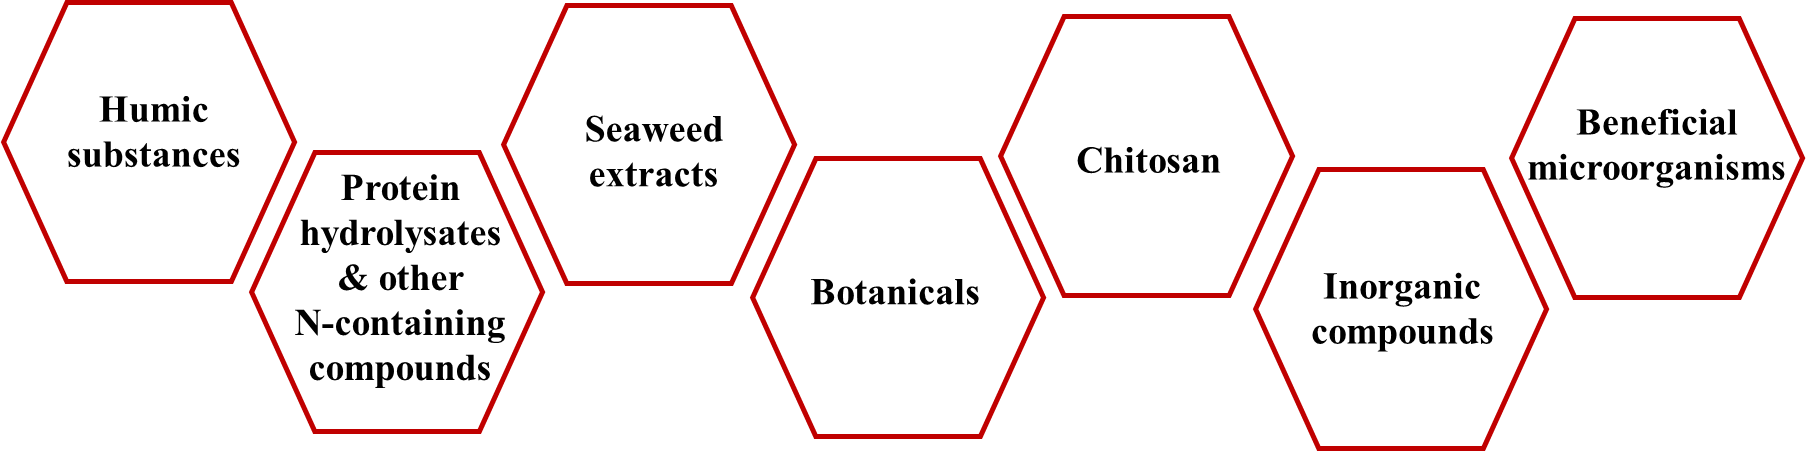 Humic
substances
Protein
hydrolysates
& other
N-containing
compounds
Seaweed
extracts
Botanicals
Chitosan
Inorganic
compounds
Beneficial
microorganisms